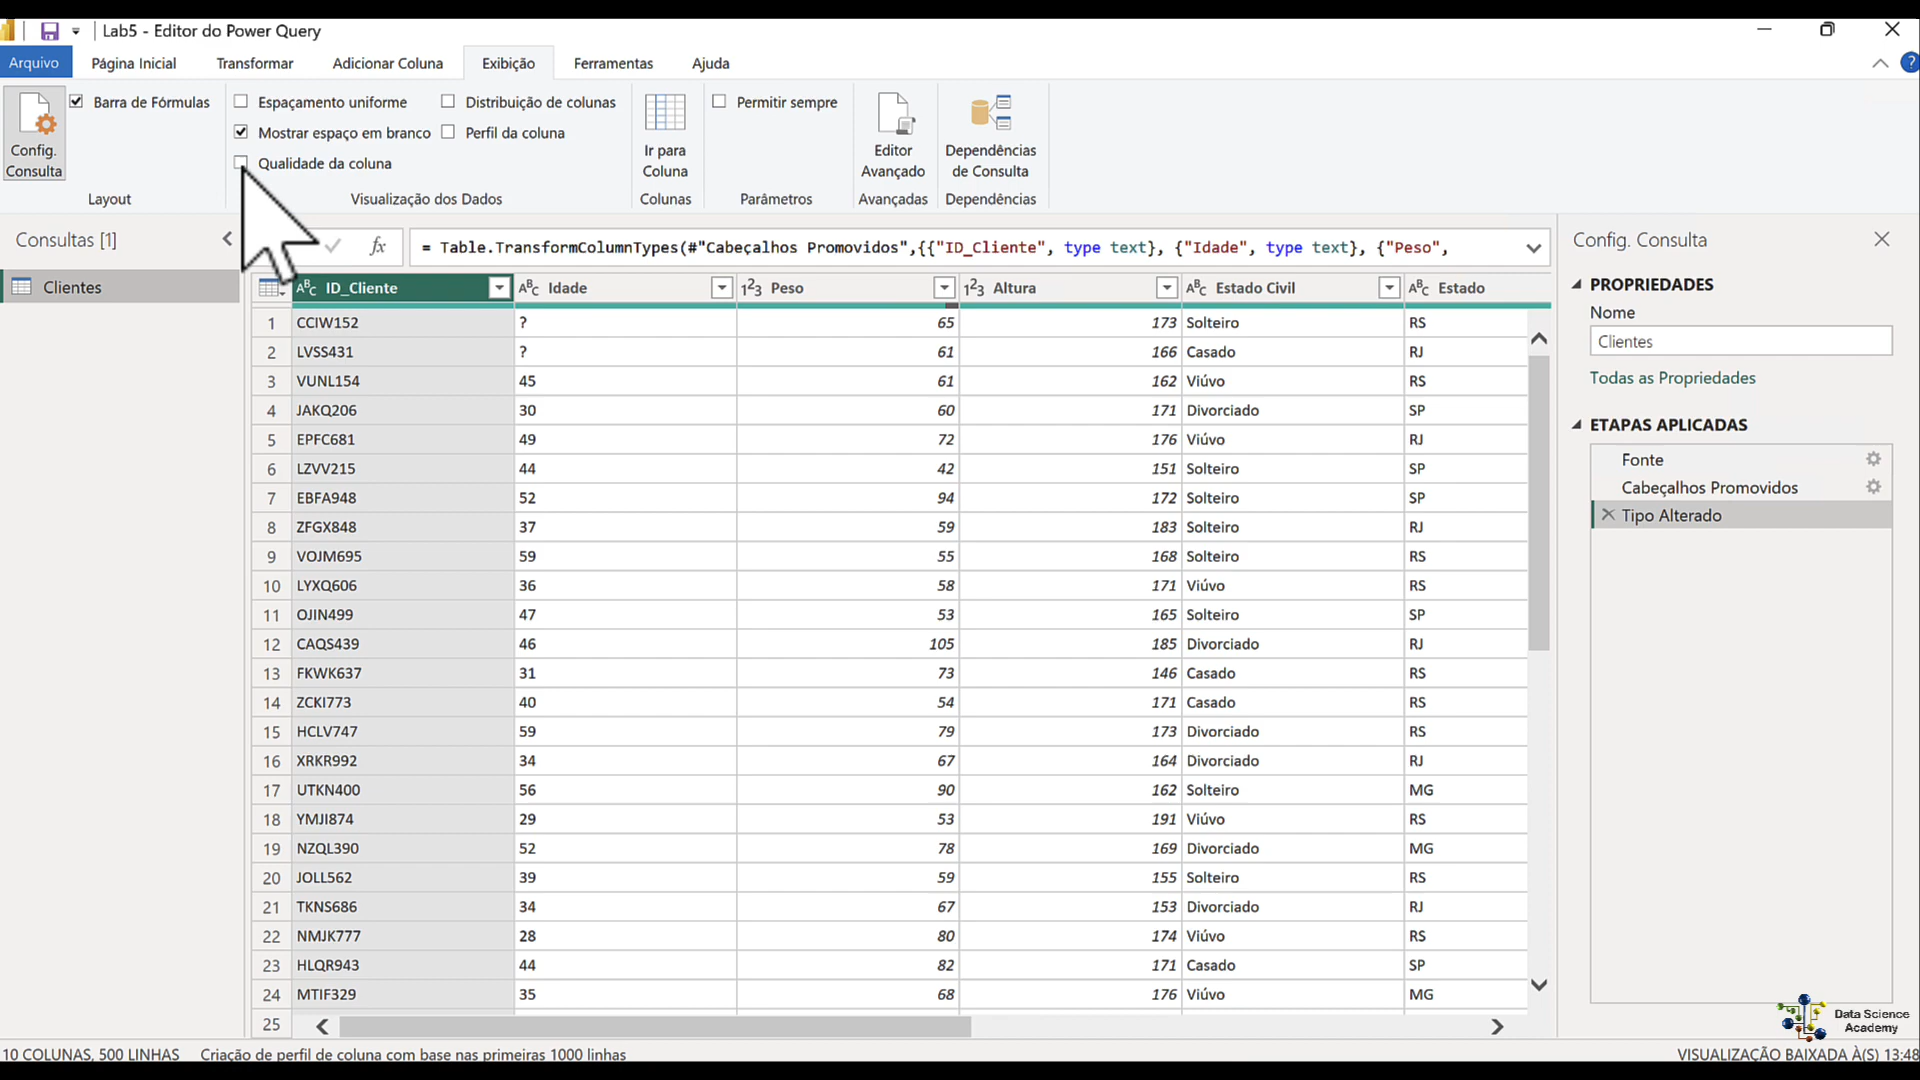 Lab5 - Editor do Power Query
Arquivo Página Inicial Transformar Adicionar Coluna Exibição Ferramentas Ajuda ?
Barra de Fórmulas Espaçamento uniforme Distribuição de colunas Permitir sempre
Mostrar espaço em branco Perfil da coluna
Qualidade da coluna
Config. Consulta
Ir para Coluna
Editor Avançado
Dependências de Consulta
Layout Visualização dos Dados Colunas Parâmetros Avançadas Dependências
Consultas [1]
Clientes
fx = Table.TransformColumnTypes(#"Cabeçalhos Promovidos",{{"ID_Cliente", type text}, {"Idade", type text}, {"Peso",
ABC ID_Cliente ABC Idade 123 Peso 123 Altura ABC Estado Civil ABC Estado
1 CCIW152 ? 65 173 Solteiro RS
2 LVSS431 ? 61 166 Casado RJ
3 VUNL154 45 61 162 Viúvo RS
4 JAKQ206 30 60 171 Divorciado SP
5 EPFC681 49 72 176 Viúvo RJ
6 LZVV215 44 42 151 Solteiro SP
7 EBFA948 52 94 172 Solteiro SP
8 ZFGX848 37 59 183 Solteiro RJ
9 VOJM695 59 55 168 Solteiro RS
10 LYXQ606 36 58 171 Viúvo RS
11 OJIN499 47 53 165 Solteiro SP
12 CAQS439 46 105 185 Divorciado RJ
13 FKWK637 31 73 146 Casado RS
14 ZCKI773 40 54 171 Casado RS
15 HCLV747 59 79 173 Divorciado RS
16 XRKR992 34 67 164 Divorciado RJ
17 UTKN400 56 90 162 Solteiro MG
18 YMJI874 29 53 191 Viúvo RS
19 NZQL390 52 78 169 Divorciado MG
20 JOLL562 39 59 155 Solteiro RS
21 TKNS686 34 67 153 Divorciado RJ
22 NMJK777 28 80 174 Viúvo RS
23 HLQR943 44 82 171 Casado SP
24 MTIF329 35 68 176 Viúvo MG
25
Config. Consulta
PROPRIEDADES
Nome
Clientes
Todas as Propriedades
ETAPAS APLICADAS
Fonte
Cabeçalhos Promovidos
Tipo Alterado
Data Science
Academy
10 COLUNAS, 500 LINHAS Criação de perfil de coluna com base nas primeiras 1000 linhas
VISUALIZAÇÃO BAIXADA À(S) 13:48